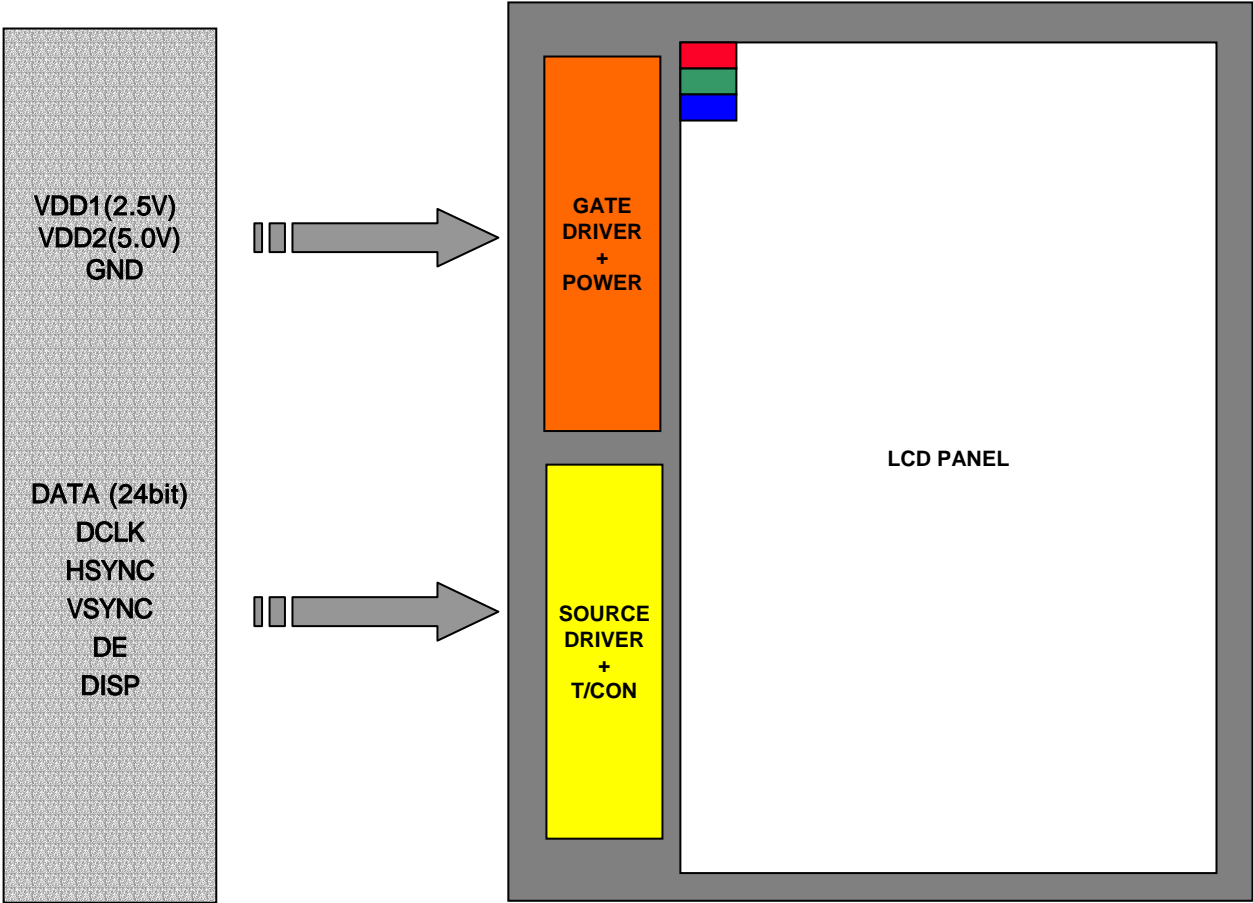 VDD1(2.5V)
VDD2(5.0V)
GND
DATA (24bit)
DCLK
HSYNC
VSYNC
DE
DISP
GATE
DRIVER
+
POWER
SOURCE
DRIVER
+
T/CON
LCD PANEL